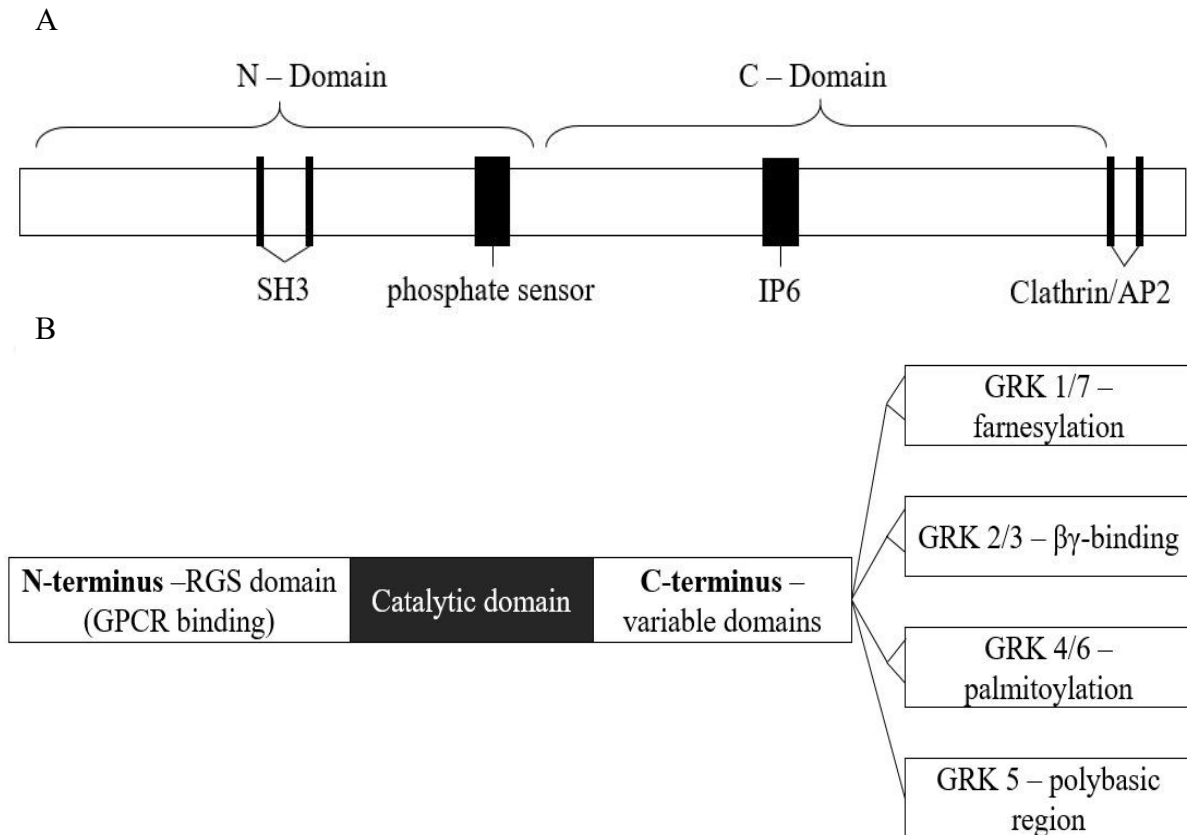 A
N – Domain
C – Domain
SH3
phosphate sensor
IP6
Clathrin/AP2
B
N-terminus –RGS domain
(GPCR binding)
Catalytic domain
C-terminus –
variable domains
GRK 1/7 –
farnesylation
GRK 2/3 – βγ-binding
GRK 4/6 –
palmitoylation
GRK 5 – polybasic
region